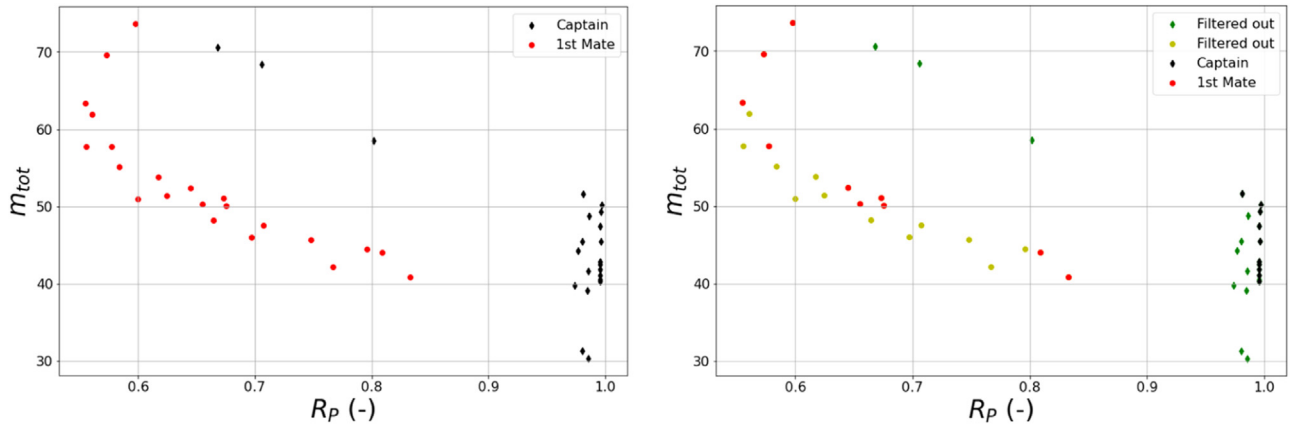 Captain
1st Mate
70
60
50
40
30
m_tot
0.6 0.7 0.8 0.9 1.0
R_P (-)
Filtered out
Filtered out
Captain
1st Mate
70
60
50
40
30
m_tot
0.6 0.7 0.8 0.9 1.0
R_P (-)